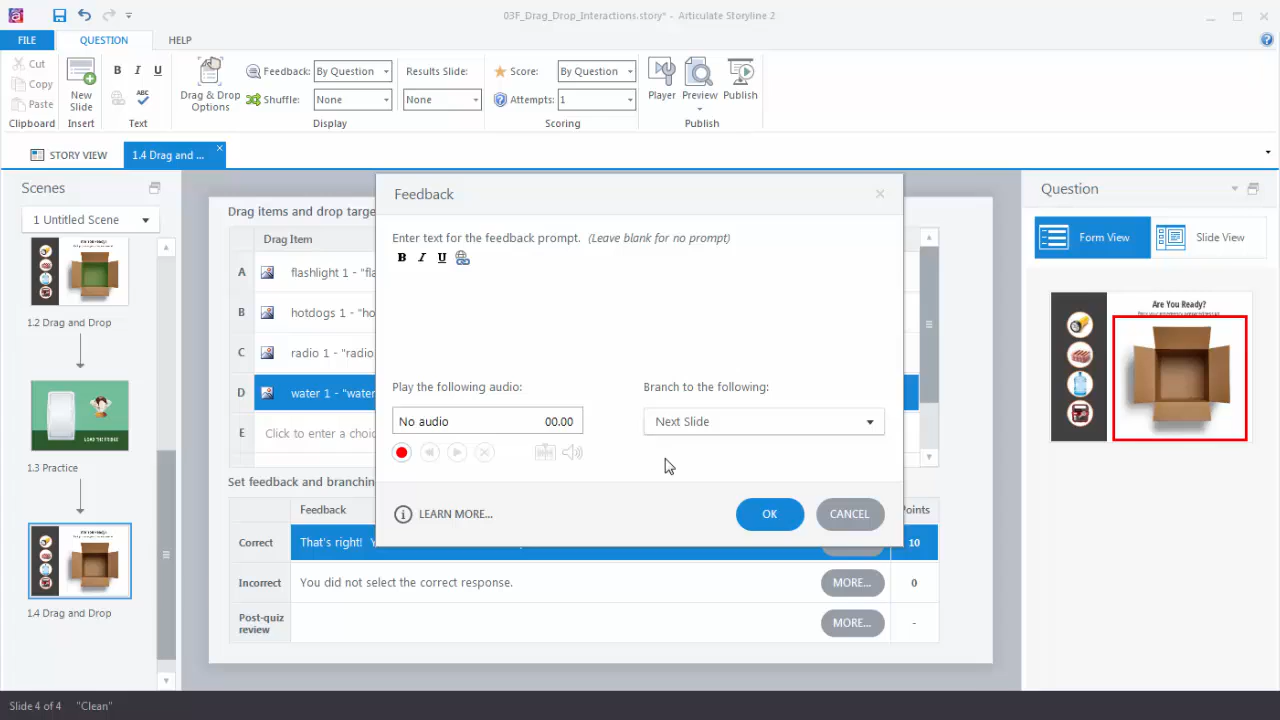 03F_Drag_Drop_Interactions.story* - Articulate Storyline 2
FILE
QUESTION
HELP
Cut
Copy
Paste
Clipboard
New
Slide
Insert
B I U
ABC
Text
Drag & Drop
Options
Feedback: By Question
Shuffle: None
Display
Results Slide:
None
Score: By Question
Attempts: 1
Scoring
Player
Preview
Publish
Publish
STORY VIEW
1.4 Drag and ...
Scenes
1 Untitled Scene
1.2 Drag and Drop
LOAD THE FRIDGE
1.3 Practice
1.4 Drag and Drop
Drag items and drop targe
Drag Item
A flashlight 1 - "fla
B hotdogs 1 - "ho
C radio 1 - "radio
D water 1 - "water
E Click to enter a choic
Set feedback and branchin
Feedback
Points
Correct That's right! Y 10
Incorrect You did not select the correct response. MORE... 0
Post-quiz
review MORE... -
Feedback
Enter text for the feedback prompt. (Leave blank for no prompt)
B I U
Play the following audio:
No audio 00.00
Branch to the following:
Next Slide
LEARN MORE...
OK
CANCEL
Question
Form View
Slide View
Are You Ready?
Slide 4 of 4 "Clean"